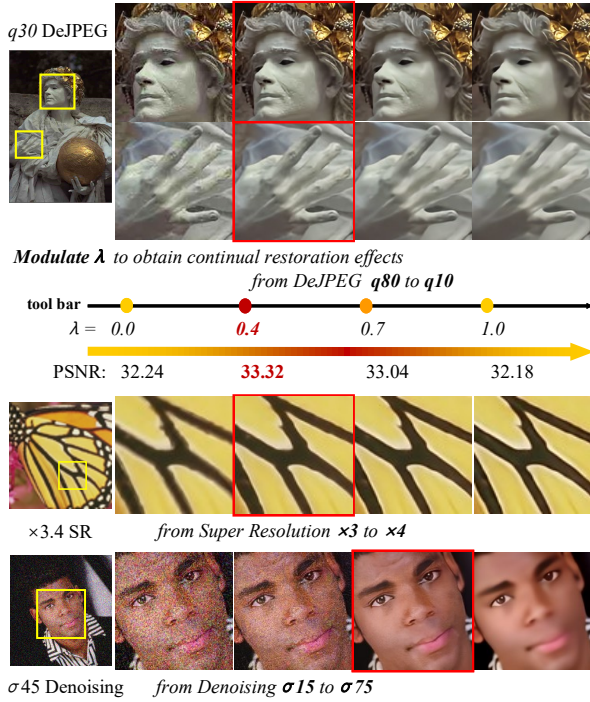 q30 DeJPEG
Modulate λ to obtain continual restoration effects
from DeJPEG q80 to q10
tool bar
λ = 0.0 0.4 0.7 1.0
PSNR: 32.24 33.32 33.04 32.18
×3.4 SR from Super Resolution ×3 to ×4
σ45 Denoising from Denoising σ15 to σ75